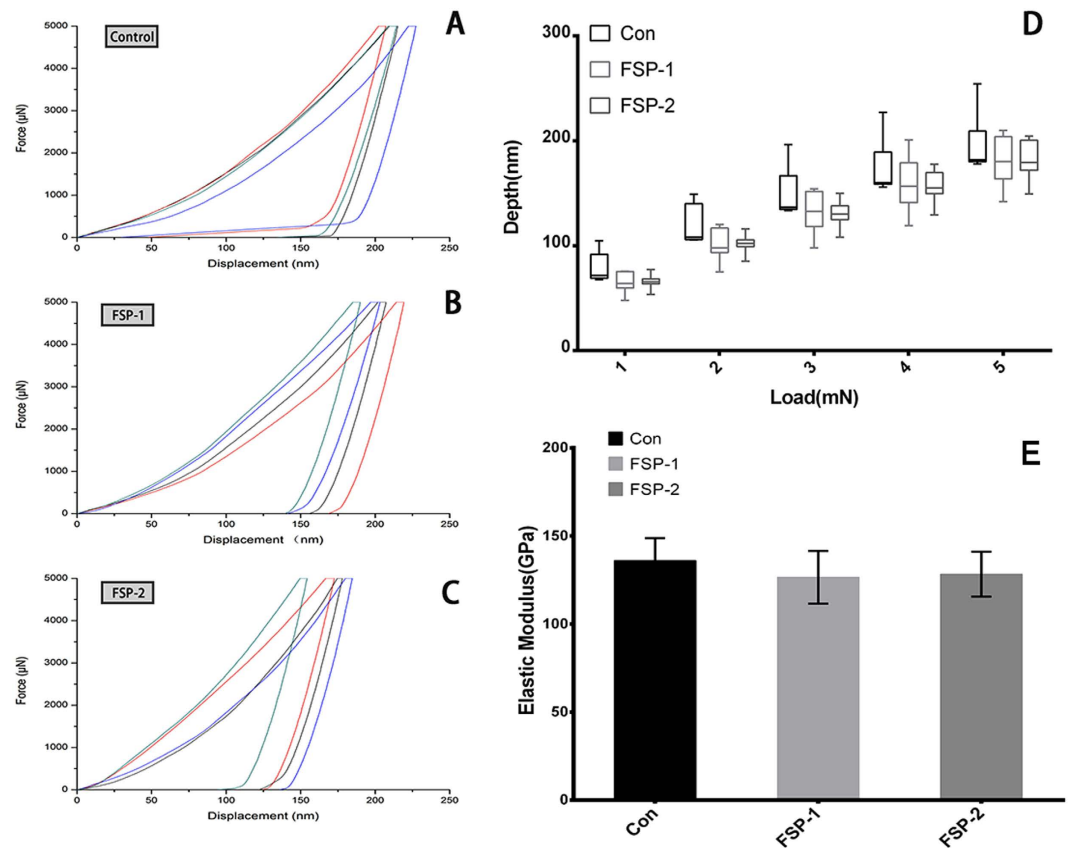 A
Control
5000
4000
3000
2000
1000
0
Force (μN)
0 50 100 150 200 250
Displacement (nm)
B
FSP-1
5000
4000
3000
2000
1000
0
Force (μN)
0 50 100 150 200 250
Displacement (nm)
C
FSP-2
5000
4000
3000
2000
1000
0
Force (μN)
0 50 100 150 200 250
Displacement (nm)
D
Con
FSP-1
FSP-2
300
200
100
0
Depth(nm)
1 2 3 4 5
Load(mN)
E
Con
FSP-1
FSP-2
200
150
100
50
0
Elastic Modulus(GPa)
Con FSP-1 FSP-2